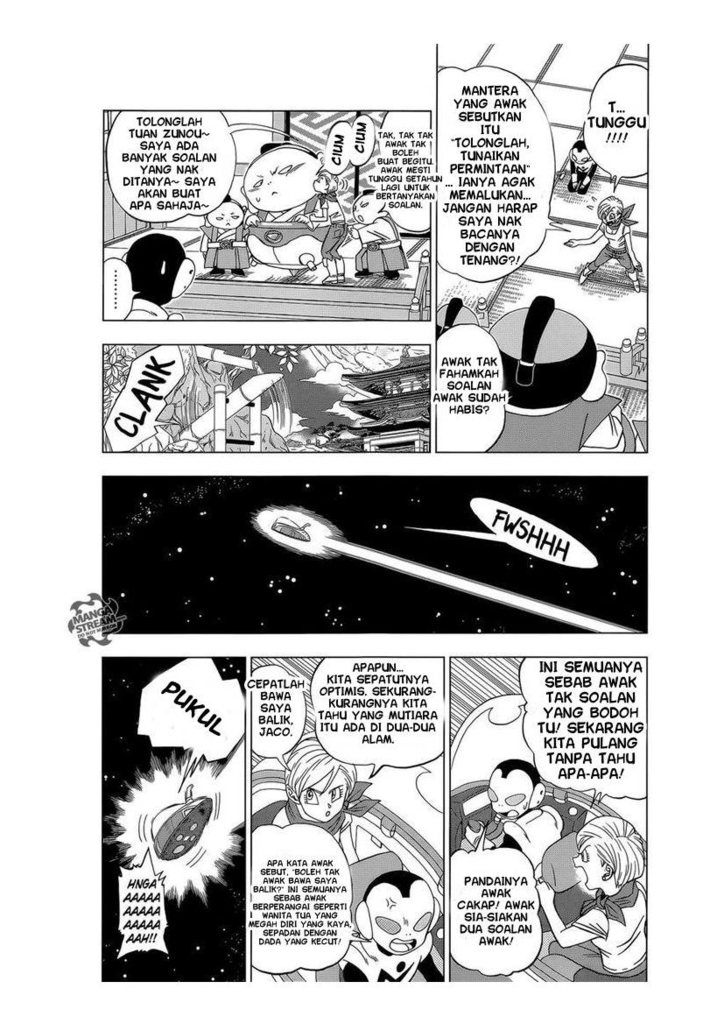 T...
TUNGGU
!!!!
MANTERA
YANG AWAK
SEBUTKAN
ITU
"TOLONGLAH,
TUNAIKAN
PERMINTAAN"
... IANYA AGAK
MEMALUKAN...
JANGAN HARAP
SAYA NAK
BACANYA
DENGAN
TENANG?!
AWAK TAK
FAHAMKAH
SOALAN
AWAK SUDAH
HABIS?
TAK, TAK TAK
AWAK TAK
BOLEH
BUAT BEGITU.
AWAK MESTI
TUNGGU SETAHUN
LAGI UNTUK
BERTANYAKAN
SOALAN.
CIUM
CIUM
TOLONGLAH
TUAN ZUNOU~
SAYA ADA
BANYAK SOALAN
YANG NAK
DITANYA~ SAYA
AKAN BUAT
APA SAHAJA~
........
CLANK
FWSHHH
MANGA
STREAM
INI SEMUANYA
SEBAB AWAK
TAK SOALAN
YANG BODOH
TU! SEKARANG
KITA PULANG
TANPA TAHU
APA-APA!
PANDAINYA
AWAK
CAKAP! AWAK
SIA-SIAKAN
DUA SOALAN
AWAK!
APAPUN...
KITA SEPATUTNYA
OPTIMIS. SEKURANG-
KURANGNYA KITA
TAHU YANG MUTIARA
ITU ADA DI DUA-DUA
ALAM.
CEPATLAH
BAWA
SAYA
BALIK,
JACO.
APA KATA AWAK
SEBUT, "BOLEH TAK
AWAK BAWA SAYA
BALIK?" INI SEMUANYA
SEBAB AWAK
BERPERANGAI SEPERTI
WANITA TUA YANG
MEGAH DIRI YANG KAYA,
SEPADAN DENGAN
DADA YANG KECUT!
PUKUL
HNGA
AAAAA
AAAAA
AAAAA
AAH!!